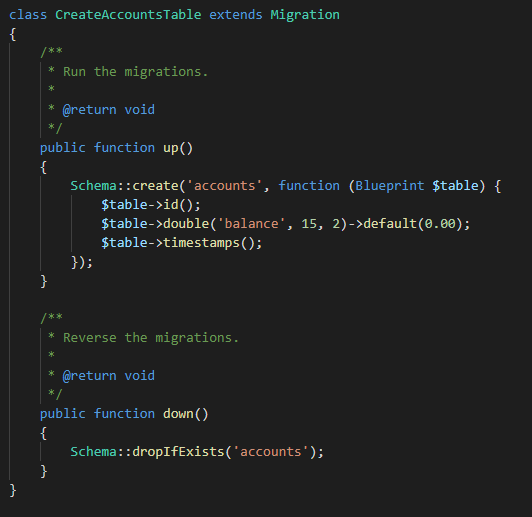 class CreateAccountsTable extends Migration
{
    /**
     * Run the migrations.
     *
     * @return void
     */
    public function up()
    {
        Schema::create('accounts', function (Blueprint $table) {
            $table->id();
            $table->double('balance', 15, 2)->default(0.00);
            $table->timestamps();
        });
    }

    /**
     * Reverse the migrations.
     *
     * @return void
     */
    public function down()
    {
        Schema::dropIfExists('accounts');
    }
}